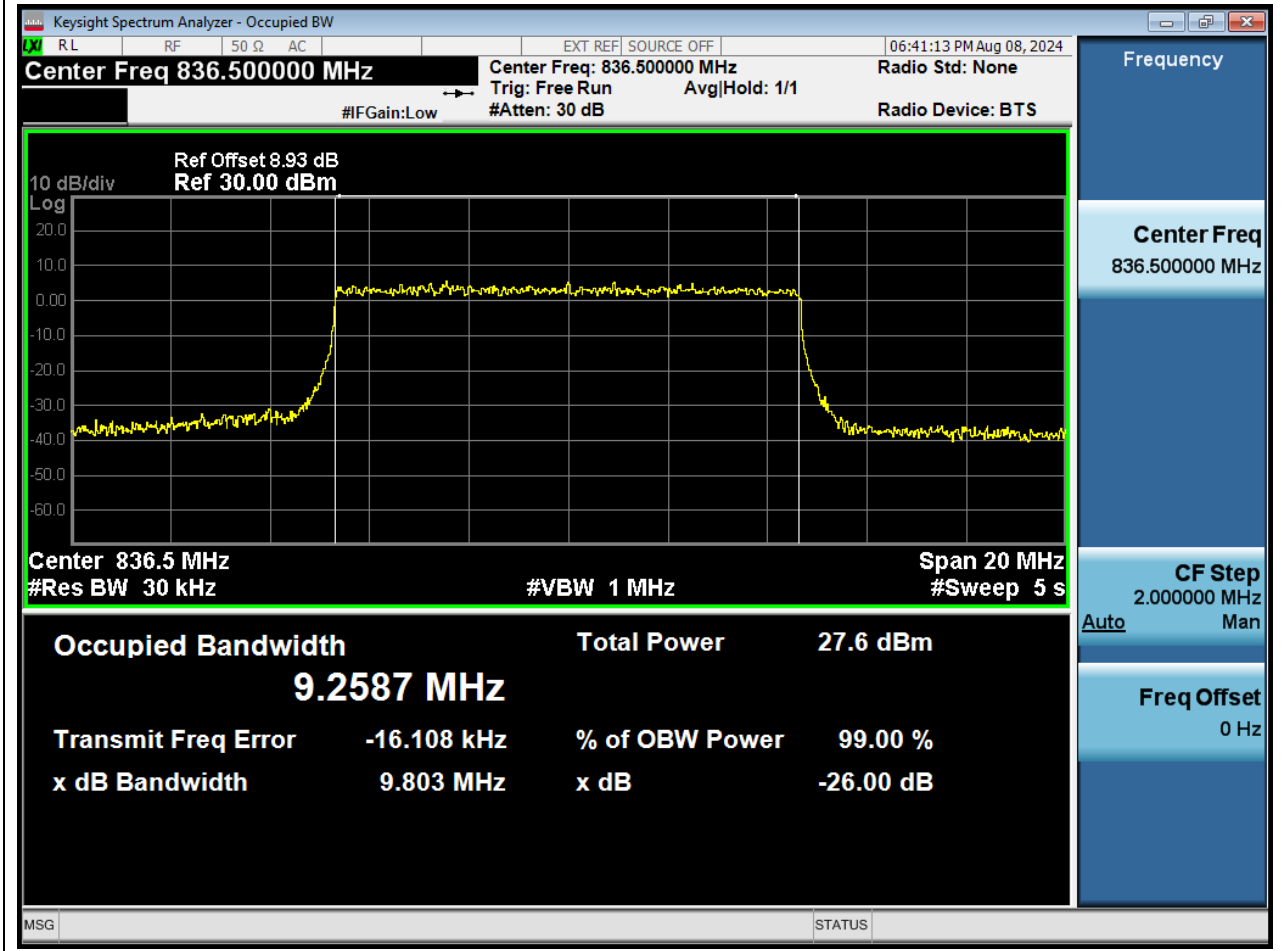 Keysight Spectrum Analyzer - Occupied BW
LXI RL RF 50 Ω AC EXT REF SOURCE OFF 06:41:13 PM Aug 08, 2024
Center Freq 836.500000 MHz
Center Freq: 836.500000 MHz Radio Std: None
Trig: Free Run Avg|Hold: 1/1
#IFGain:Low #Atten: 30 dB Radio Device: BTS
Ref Offset 8.93 dB
10 dB/div Ref 30.00 dBm
Log
20.0
10.0
0.00
-10.0
-20.0
-30.0
-40.0
-50.0
-60.0
Center 836.5 MHz Span 20 MHz
#Res BW 30 kHz #VBW 1 MHz #Sweep 5 s
Occupied Bandwidth Total Power 27.6 dBm
9.2587 MHz
Transmit Freq Error -16.108 kHz % of OBW Power 99.00 %
x dB Bandwidth 9.803 MHz x dB -26.00 dB
Frequency
Center Freq
836.500000 MHz
CF Step
2.000000 MHz
Auto Man
Freq Offset
0 Hz
MSG STATUS